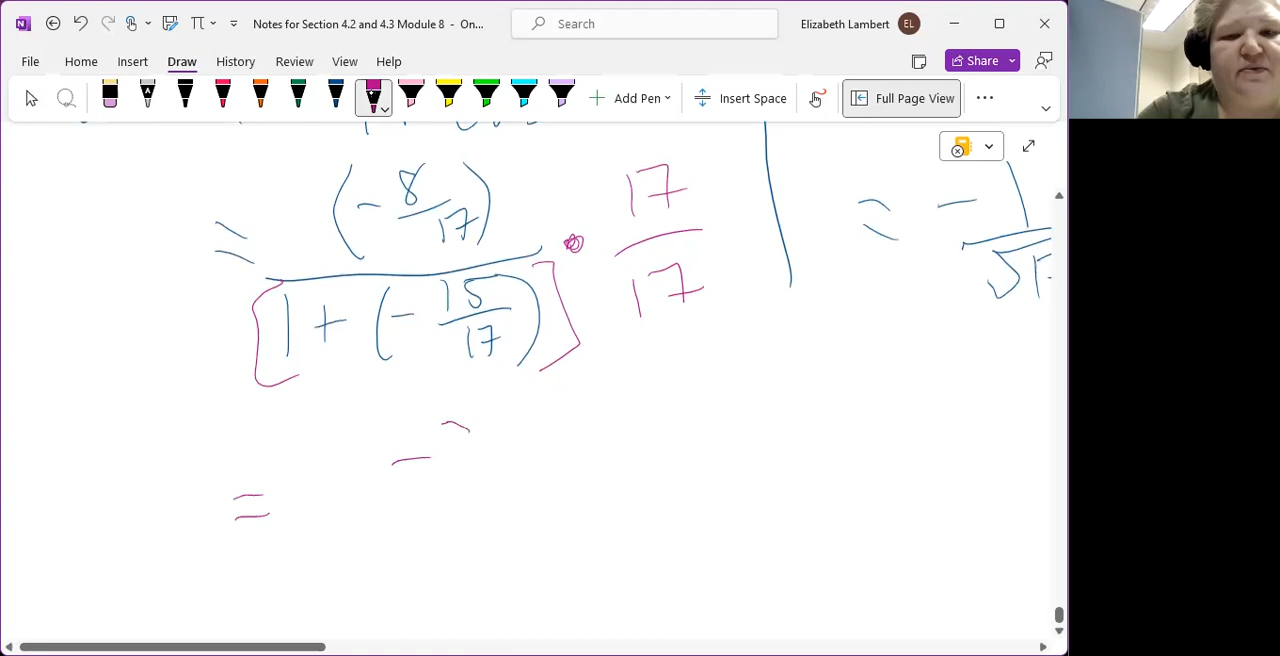 Notes for Section 4.2 and 4.3 Module 8 - On...
Search
Elizabeth Lambert
EL
File Home Insert Draw History Review View Help
Share
Add Pen
Insert Space
Full Page View
= (-8/17) / [1 + (-15/17)] • 17/17
= -
= -1/√1